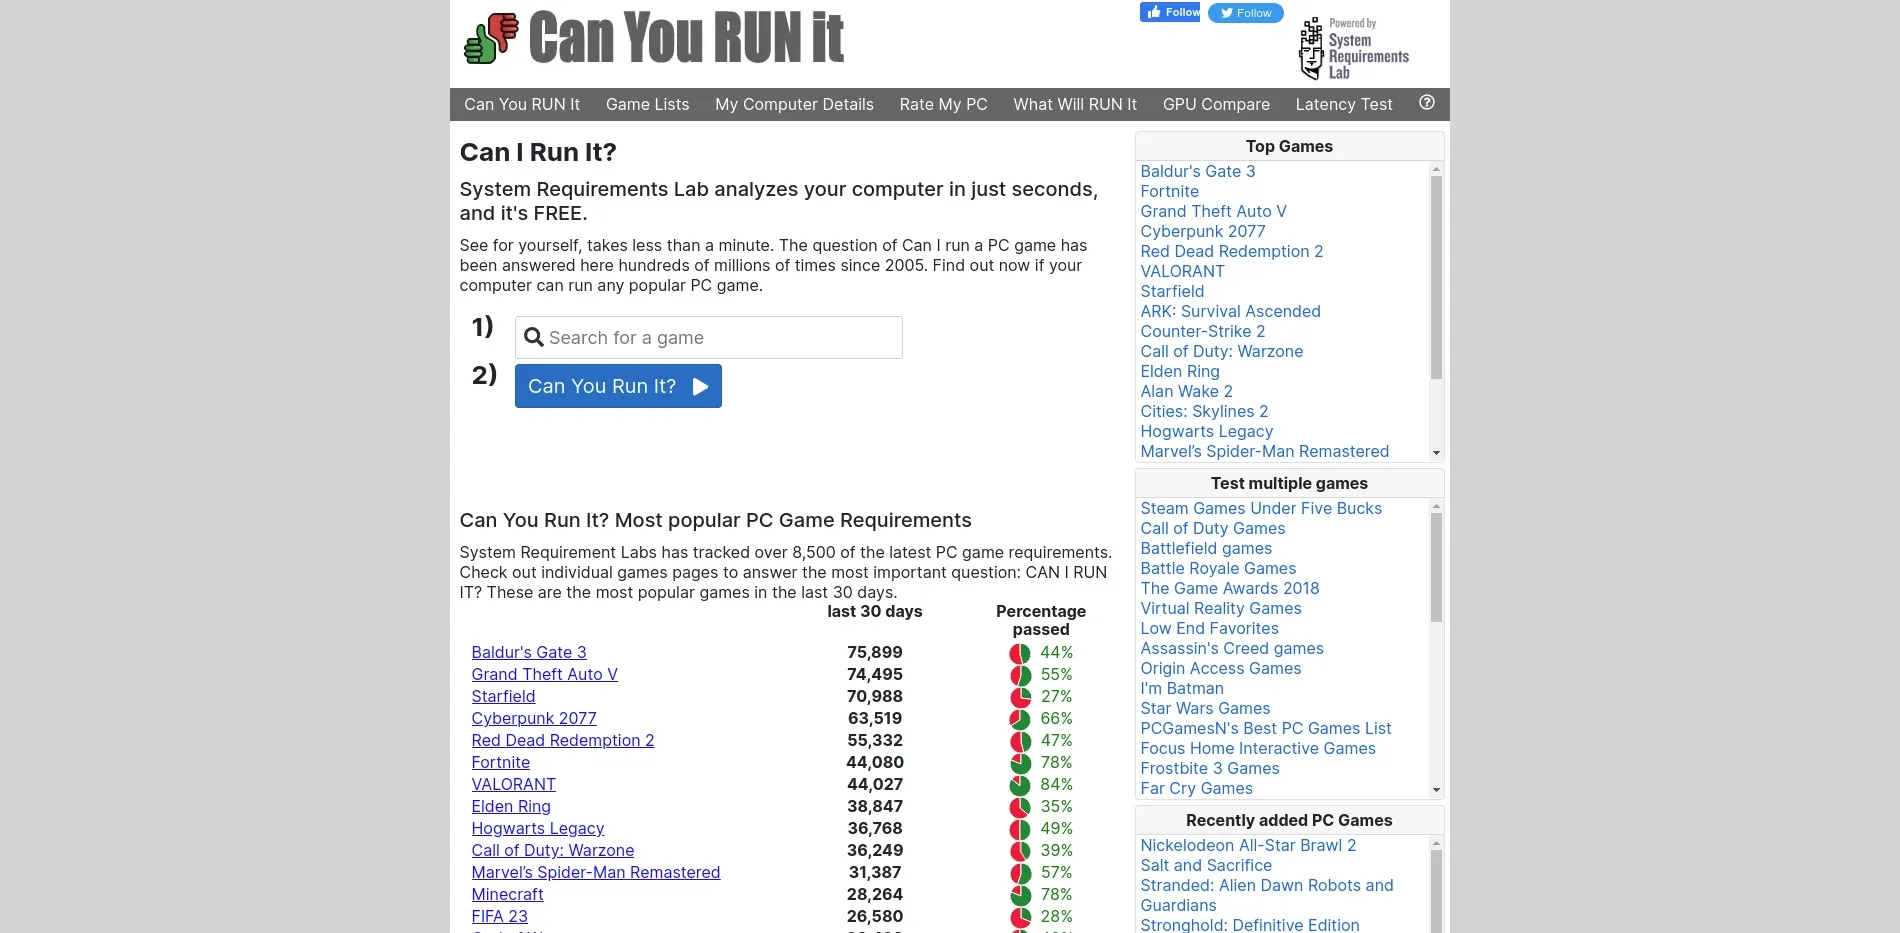 Can You RUN it
Follow
Follow
Powered by
System
Requirements
Lab
Can You RUN It
Game Lists
My Computer Details
Rate My PC
What Will RUN It
GPU Compare
Latency Test
?
Can I Run It?
System Requirements Lab analyzes your computer in just seconds,
and it's FREE.
See for yourself, takes less than a minute. The question of Can I run a PC game has
been answered here hundreds of millions of times since 2005. Find out now if your
computer can run any popular PC game.
1)
Search for a game
2)
Can You Run It?
Can You Run It? Most popular PC Game Requirements
System Requirement Labs has tracked over 8,500 of the latest PC game requirements.
Check out individual games pages to answer the most important question: CAN I RUN
IT? These are the most popular games in the last 30 days.
last 30 days
Percentage
passed
Baldur's Gate 3 75,899 44%
Grand Theft Auto V 74,495 55%
Starfield 70,988 27%
Cyberpunk 2077 63,519 66%
Red Dead Redemption 2 55,332 47%
Fortnite 44,080 78%
VALORANT 44,027 84%
Elden Ring 38,847 35%
Hogwarts Legacy 36,768 49%
Call of Duty: Warzone 36,249 39%
Marvel’s Spider-Man Remastered 31,387 57%
Minecraft 28,264 78%
FIFA 23 26,580 28%
Top Games
Baldur's Gate 3
Fortnite
Grand Theft Auto V
Cyberpunk 2077
Red Dead Redemption 2
VALORANT
Starfield
ARK: Survival Ascended
Counter-Strike 2
Call of Duty: Warzone
Elden Ring
Alan Wake 2
Cities: Skylines 2
Hogwarts Legacy
Marvel’s Spider-Man Remastered
Test multiple games
Steam Games Under Five Bucks
Call of Duty Games
Battlefield games
Battle Royale Games
The Game Awards 2018
Virtual Reality Games
Low End Favorites
Assassin's Creed games
Origin Access Games
I'm Batman
Star Wars Games
PCGamesN's Best PC Games List
Focus Home Interactive Games
Frostbite 3 Games
Far Cry Games
Recently added PC Games
Nickelodeon All-Star Brawl 2
Salt and Sacrifice
Stranded: Alien Dawn Robots and
Guardians
Stronghold: Definitive Edition